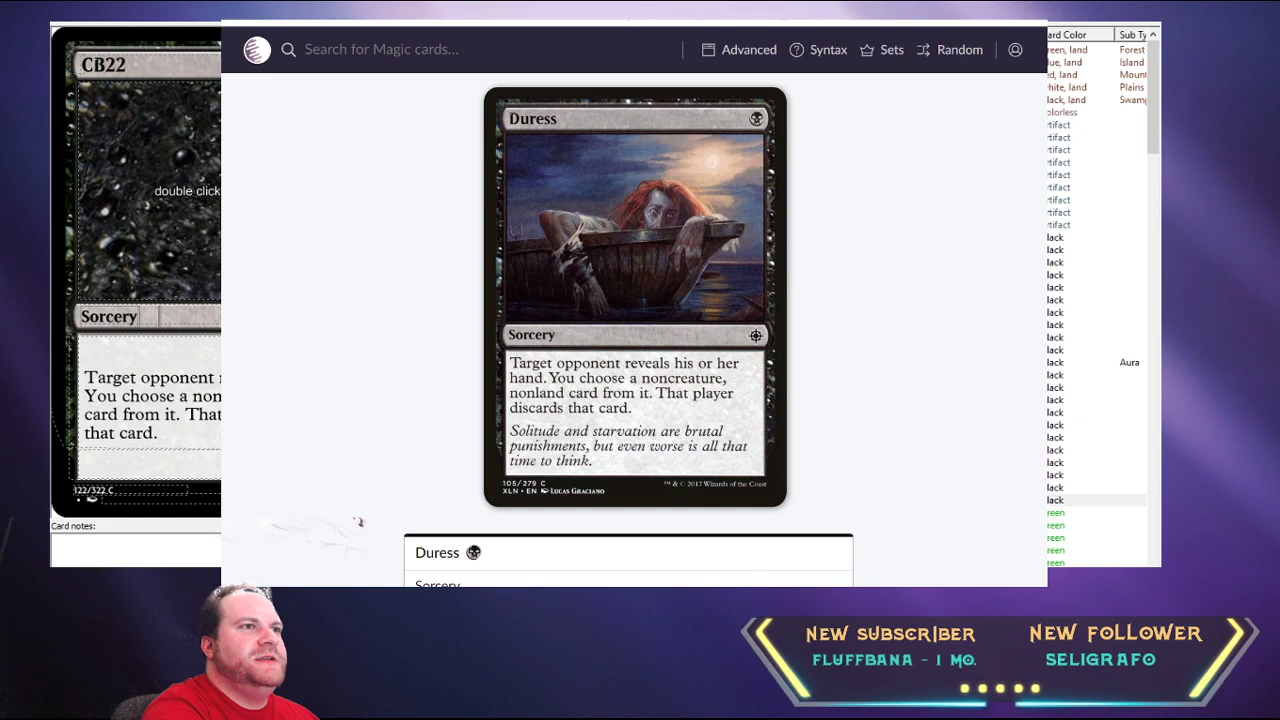 Search for Magic cards...
Advanced
Syntax
Sets
Random
CB22
double click
Sorcery
Target opponent
You choose a non
card from it. Tha
that card.
122/322 C
Card notes:
Duress
Sorcery
Target opponent reveals his or her
hand. You choose a noncreature,
nonland card from it. That player
discards that card.
Solitude and starvation are brutal
punishments, but even worse is all that
time to think.
105/279 C
XLN • EN Lucas Graciano
™ & © 2017 Wizards of the Coast
Duress
Sorcery
ard Color Sub Ty
reen, land Forest
lue, land Island
ed, land Mount
white, land Plains
lack, land Swamp
olorless
rtifact
rtifact
rtifact
rtifact
rtifact
rtifact
rtifact
rtifact
rtifact
lack
lack
lack
lack
lack
lack
lack
lack
lack
lack
lack Aura
lack
lack
lack
lack
lack
lack
lack
lack
lack
lack
lack
reen
reen
reen
reen
reen
NEW SUBSCRIBER
FLUFFBANA - 1 MO.
NEW FOLLOWER
SELIGRAFO